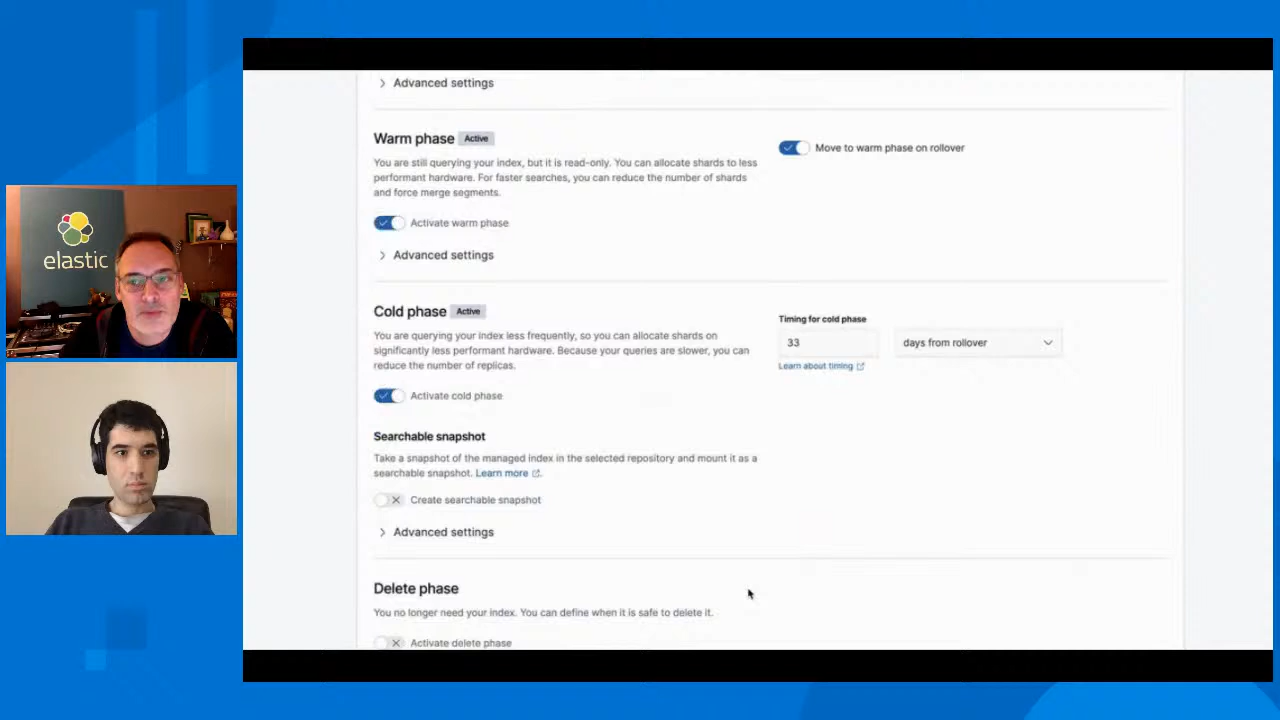 Advanced settings
Warm phase Active
Move to warm phase on rollover
You are still querying your index, but it is read-only. You can allocate shards to less
performant hardware. For faster searches, you can reduce the number of shards
and force merge segments.
Activate warm phase
Advanced settings
elastic
Cold phase Active
Timing for cold phase
You are querying your index less frequently, so you can allocate shards on
significantly less performant hardware. Because your queries are slower, you can
reduce the number of replicas.
33
days from rollover
Learn about timing
Activate cold phase
Searchable snapshot
Take a snapshot of the managed index in the selected repository and mount it as a
searchable snapshot. Learn more .
Create searchable snapshot
Advanced settings
Delete phase
You no longer need your index. You can define when it is safe to delete it.
Activate delete phase